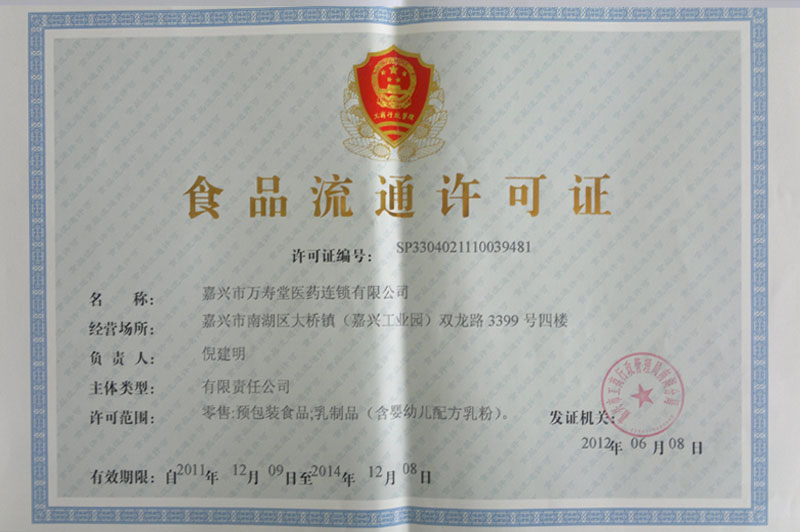 工商行政管理
食品流通许可证
许可证编号: SP3304021110039481
名 称: 嘉兴市万寿堂医药连锁有限公司
经营场所: 嘉兴市南湖区大桥镇（嘉兴工业园）双龙路3399号四楼
负 责 人: 倪建明
主体类型: 有限责任公司
许可范围: 零售:预包装食品;乳制品（含婴幼儿配方乳粉）。
发证机关:
2012年 06月08日
有效期限: 自2011年 12月 09日至2014年 12月08日